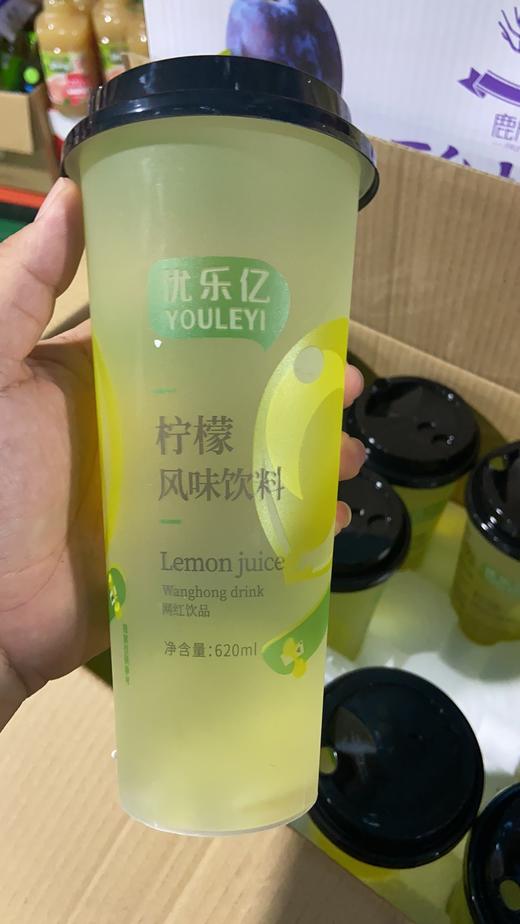 优乐亿
YOULEYI
柠檬
风味饮料
Lemon juice
Wanghong drink
网红饮品
净含量:620ml
鹿